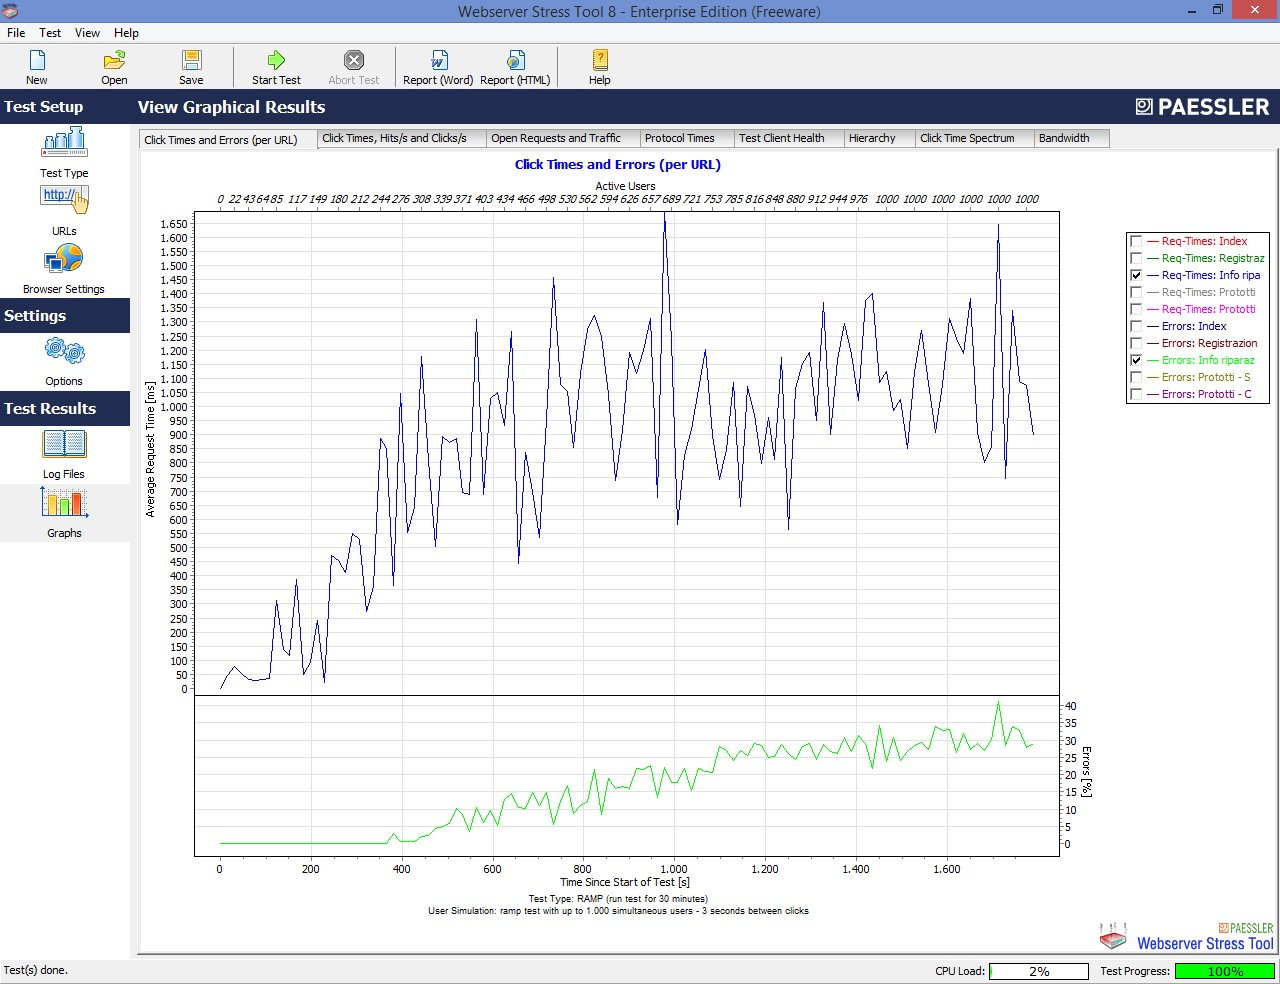 Webserver Stress Tool 8 - Enterprise Edition (Freeware)
File Test View Help
New Open Save Start Test Abort Test Report (Word) Report (HTML) Help
Test Setup
View Graphical Results
PAESSLER
Test Type
http://
URLs
Browser Settings
Settings
Options
Test Results
Log Files
Graphs
Click Times and Errors (per URL) Click Times, Hits/s and Clicks/s Open Requests and Traffic Protocol Times Test Client Health Hierarchy Click Time Spectrum Bandwidth
Click Times and Errors (per URL)
Active Users
0 22 43 64 85 117 149 180 212 244 276 308 339 371 403 434 466 498 530 562 594 626 657 689 721 753 785 816 848 880 912 944 976 1000 1000 1000 1000 1000
Average Request Time [ms]
1.650
1.600
1.550
1.500
1.450
1.400
1.350
1.300
1.250
1.200
1.150
1.100
1.050
1.000
950
900
850
800
750
700
650
600
550
500
450
400
350
300
250
200
150
100
50
0
40
35
30
25
20
15
10
5
0
Errors [%]
0 200 400 600 800 1.000 1.200 1.400 1.600
Time Since Start of Test [s]
Test Type: RAMP (run test for 30 minutes)
User Simulation: ramp test with up to 1.000 simultaneous users - 3 seconds between clicks
Req-Times: Index
Req-Times: Registraz
Req-Times: Info ripa
Req-Times: Prototti
Req-Times: Prototti
Errors: Index
Errors: Registrazion
Errors: Info riparaz
Errors: Prototti - S
Errors: Prototti - C
PAESSLER
Webserver Stress Tool
Test(s) done.
CPU Load: 2% Test Progress: 100%